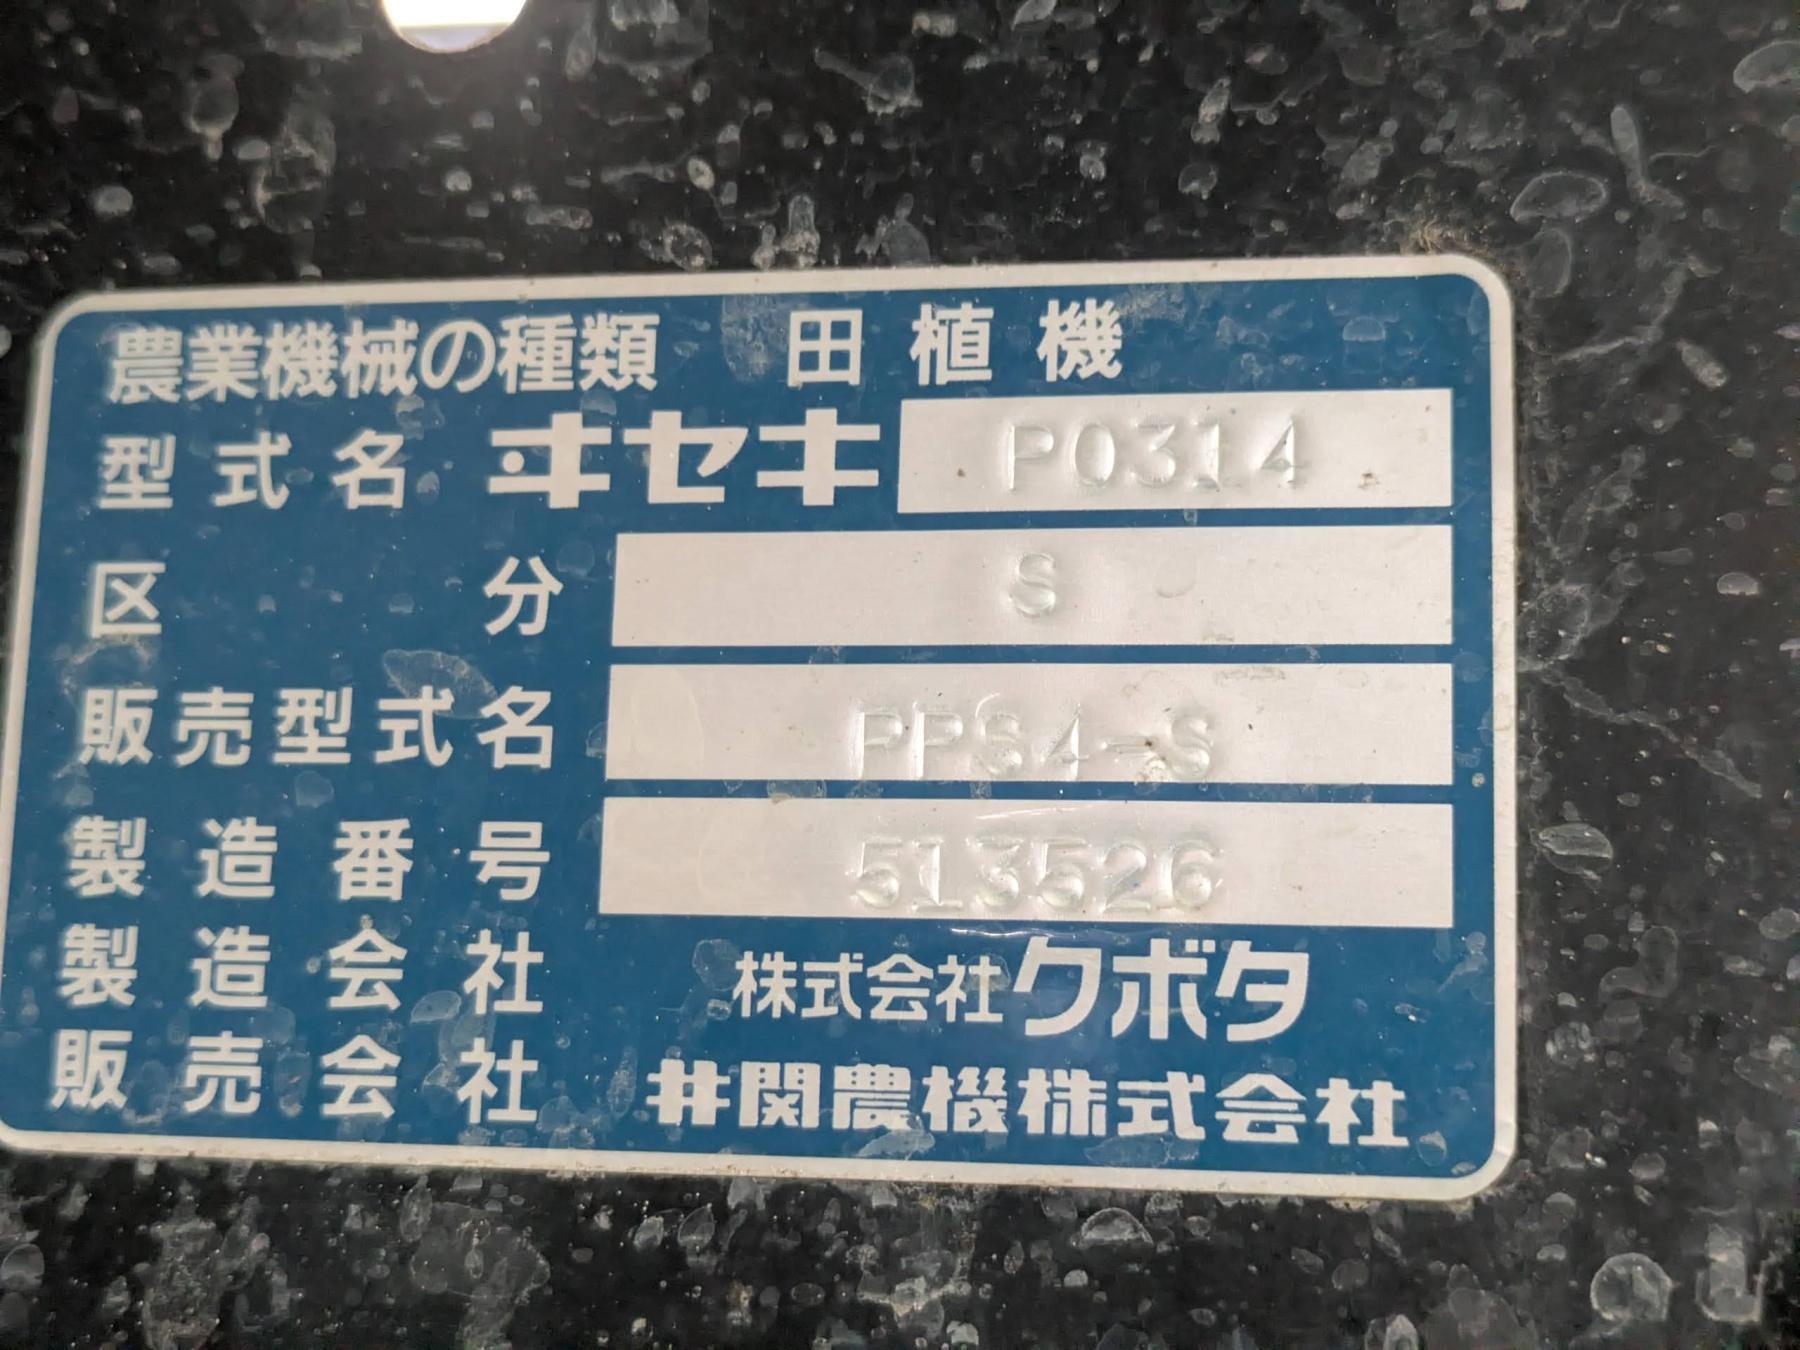 農業機械の種類 田植機
型式名 ヰセキ P0314
区分 S
販売型式名 PPS4-S
製造番号 513526
製造会社 株式会社クボタ
販売会社 井関農機株式会社